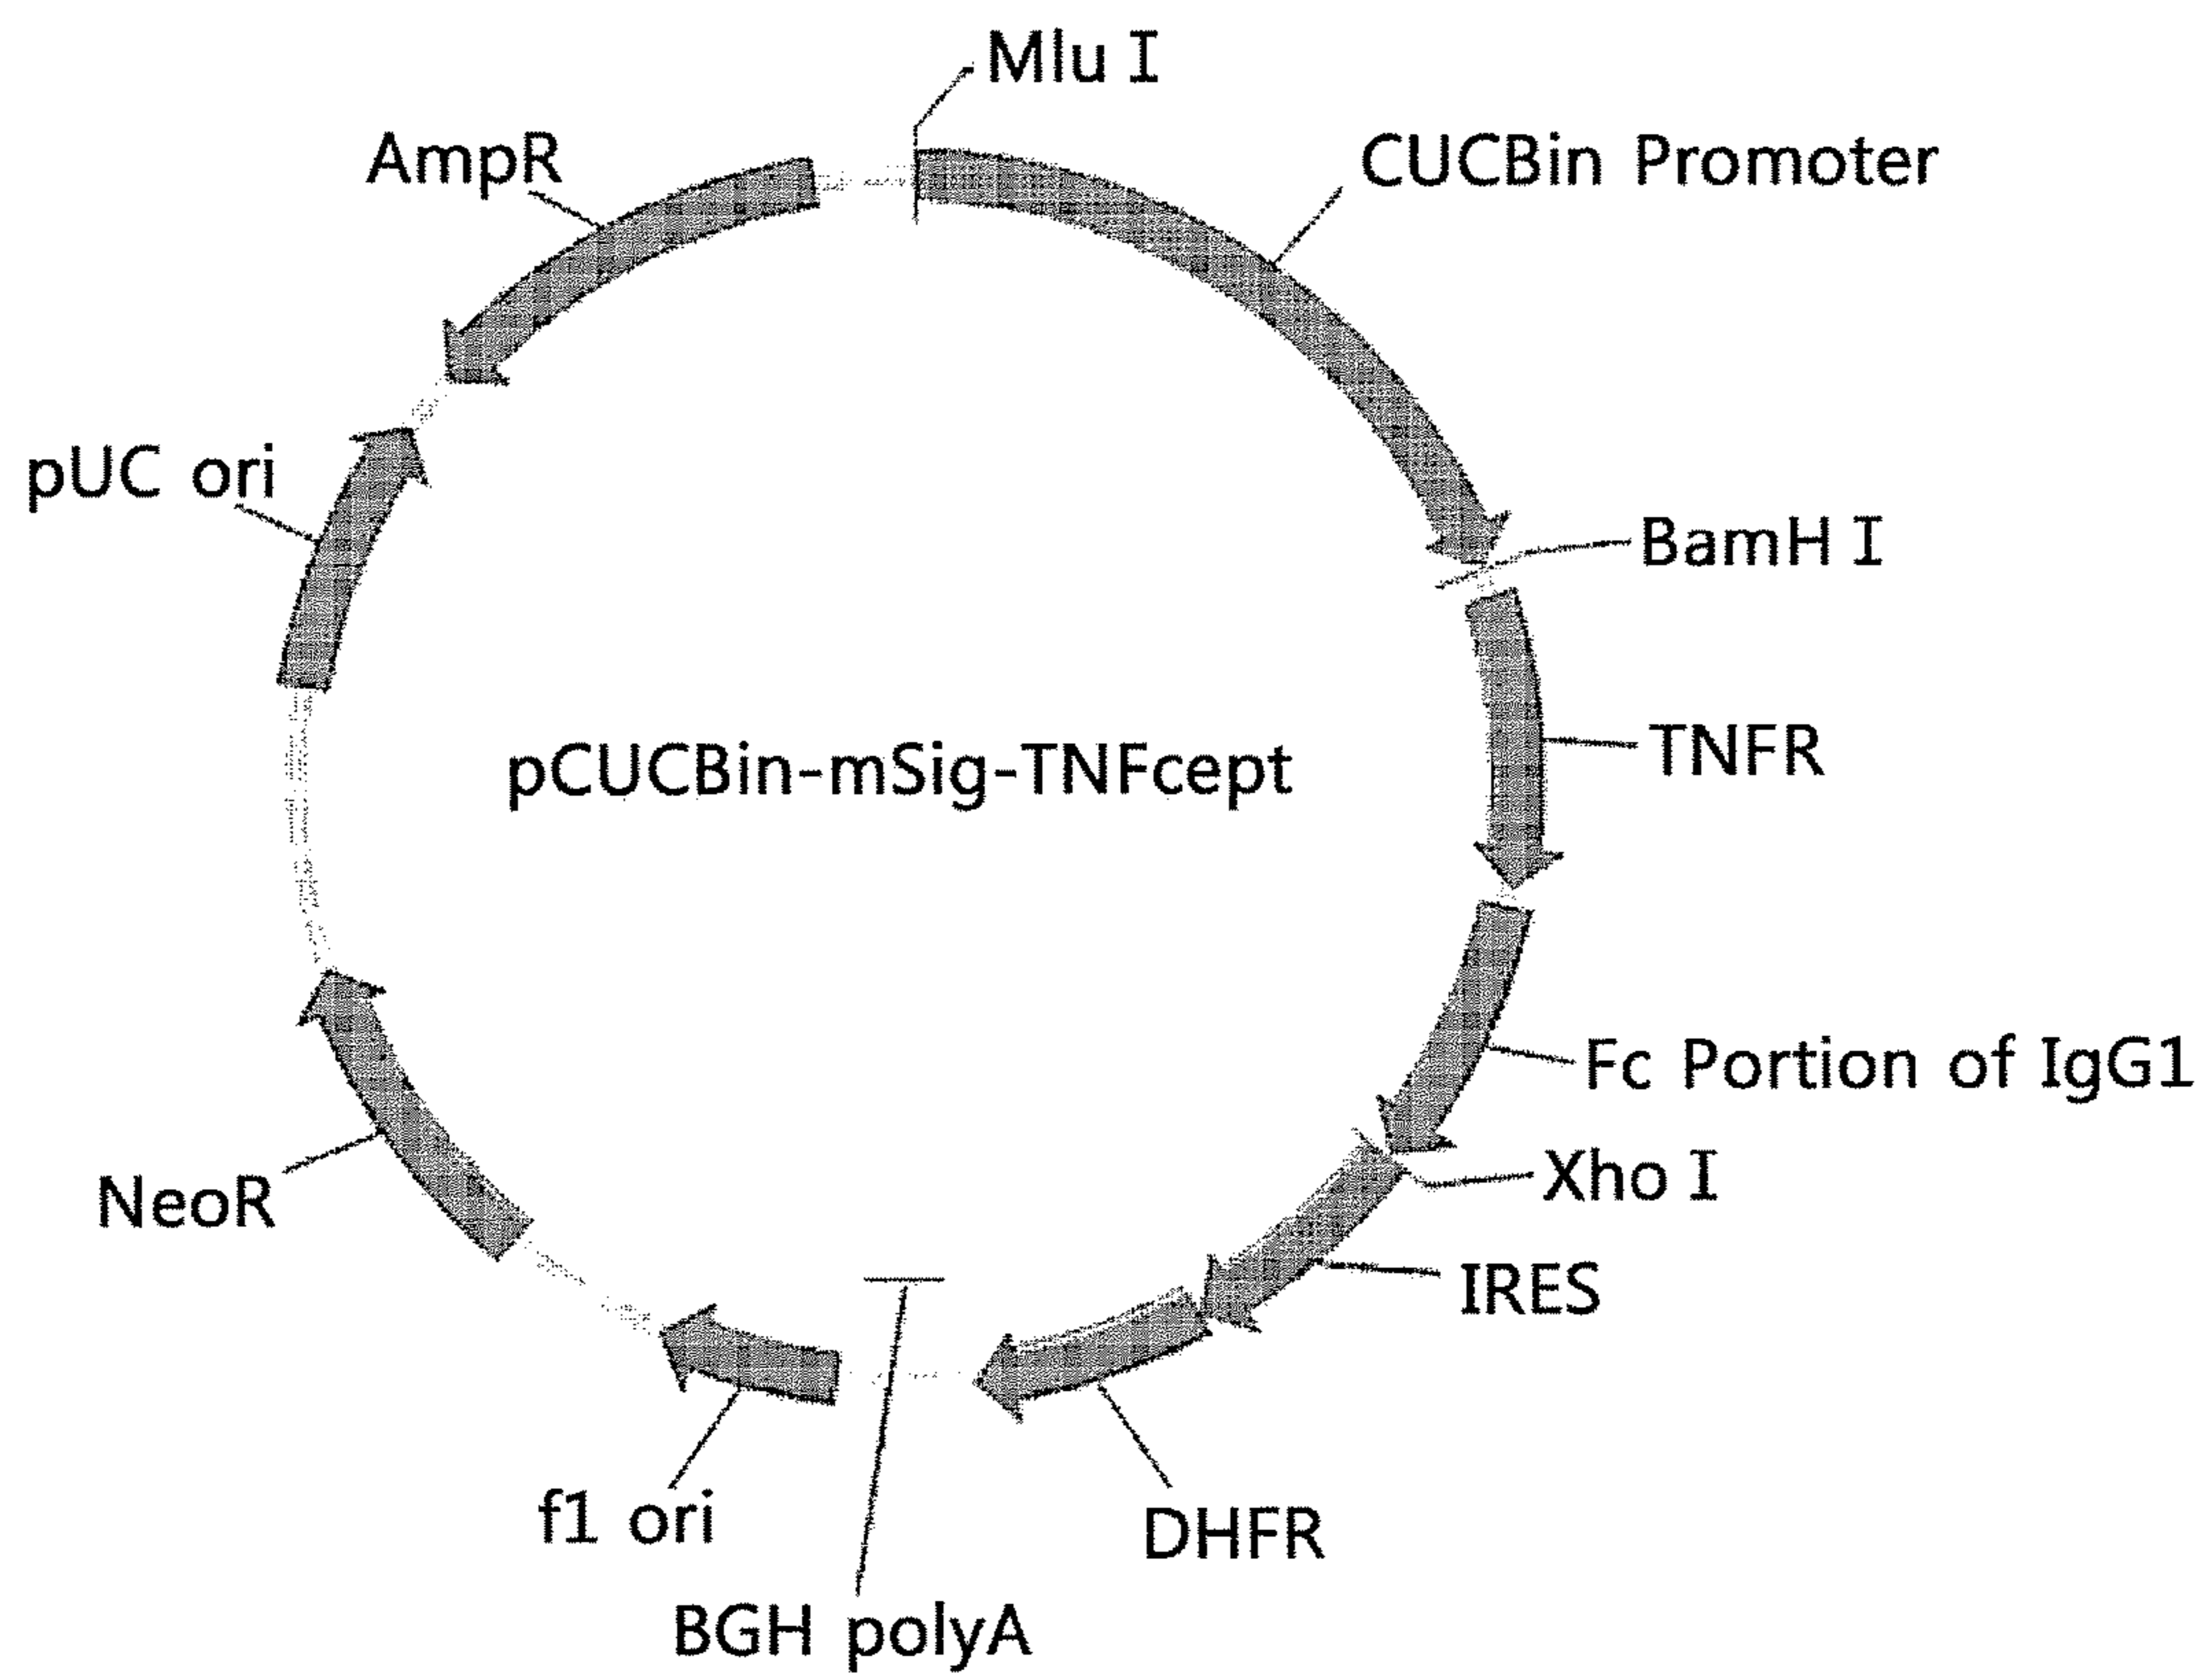 Mlu I
AmpR
CUCBin Promoter
pUC ori
BamH I
TNFR
pCUCBin-mSig-TNFcept
Fc Portion of IgG1
Xho I
NeoR
IRES
f1 ori
DHFR
BGH polyA